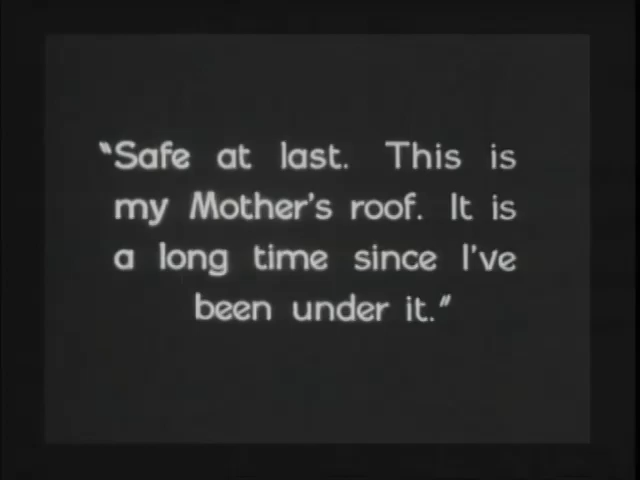 "Safe at last. This is
my Mother's roof. It is
a long time since I've
been under it."